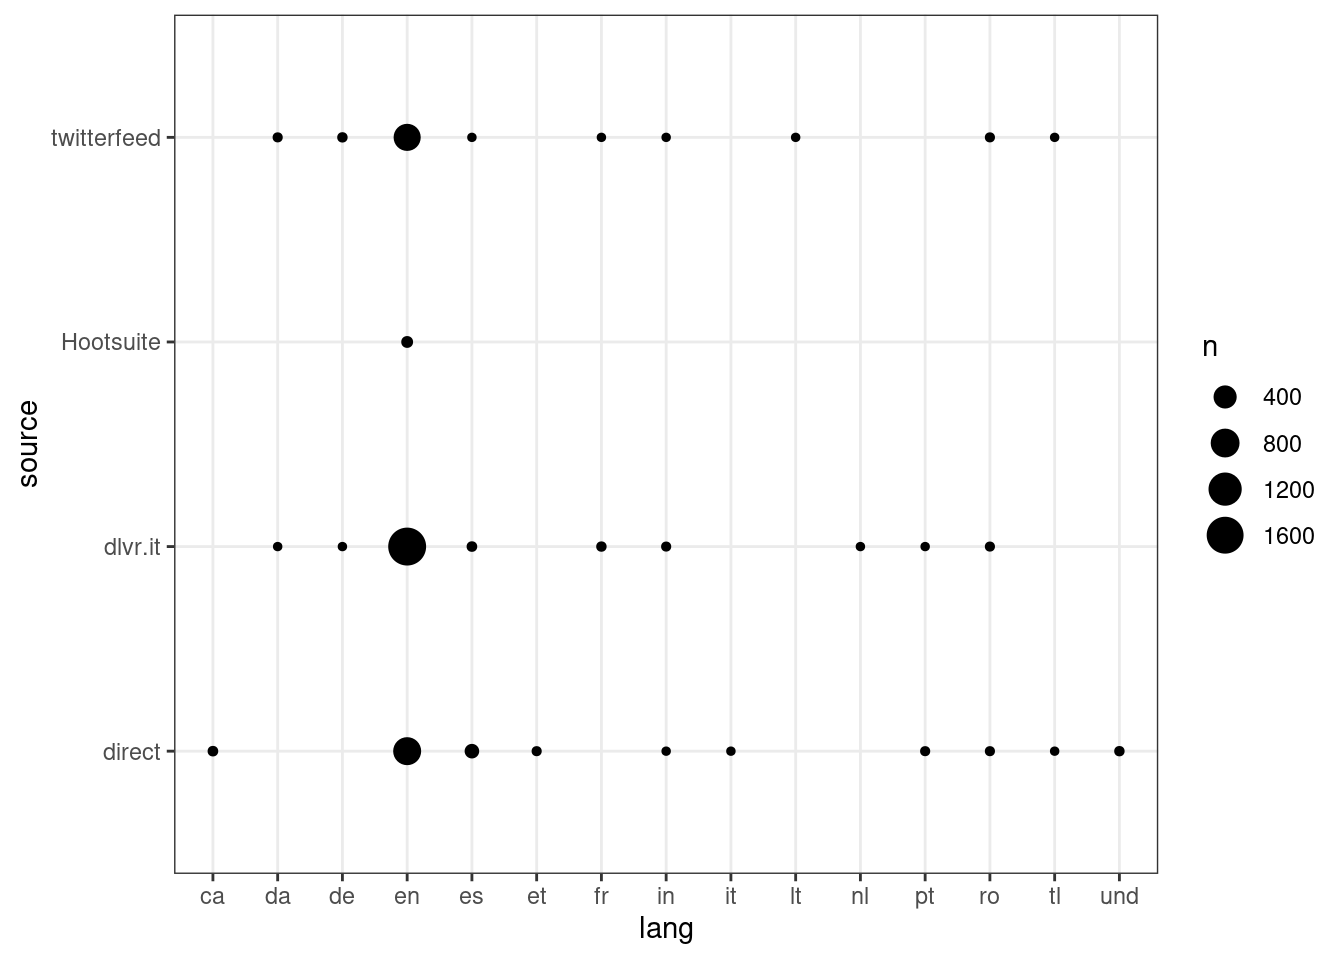 twitterfeed
Hootsuite
dlvr.it
direct
source
ca da de en es et fr in it lt nl pt ro tl und
lang
n
400
800
1200
1600